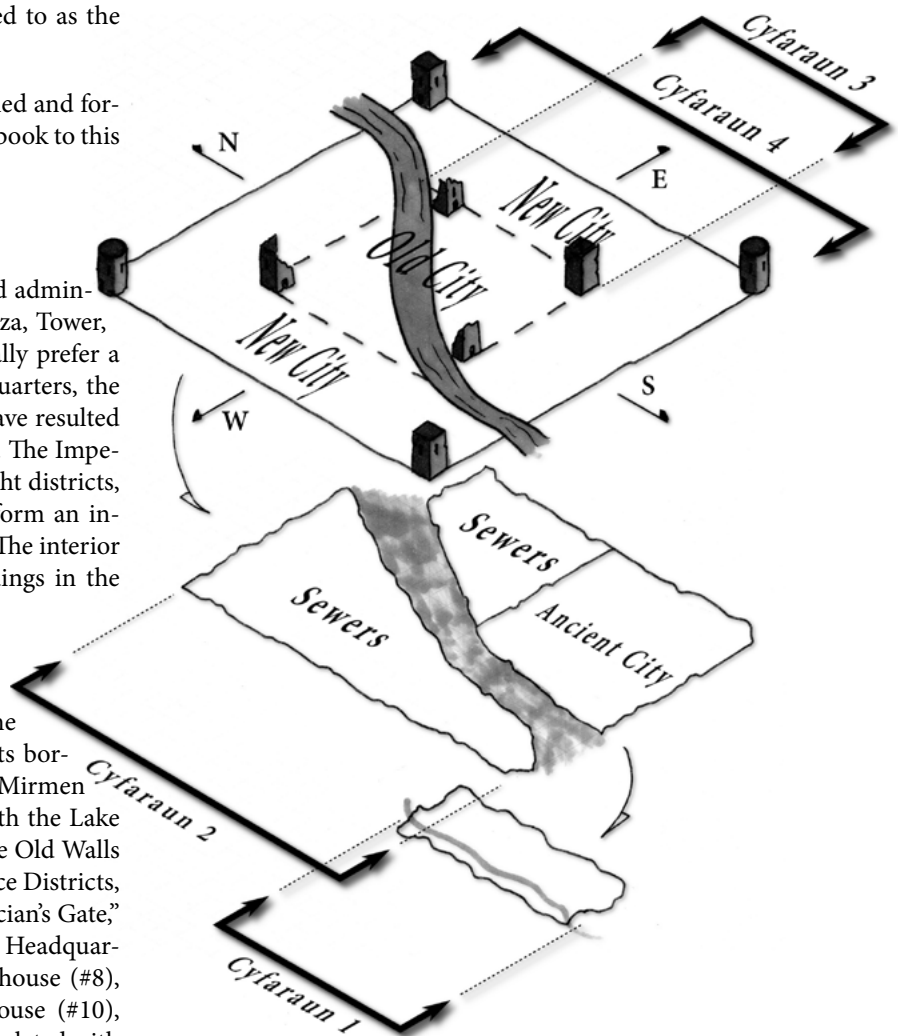 ed to as the
ned and for-
book to this
d admin-
za, Tower,
lly prefer a
uarters, the
ave resulted
The Impe-
ht districts,
form an in-
The interior
ings in the
ne
ts bor-
Mirmen
th the Lake
e Old Walls
ce Districts,
cian’s Gate,”
Headquar-
house (#8),
ouse (#10),
Cyfaraun 3
Cyfaraun 4
N
E
New City
Old City
New City
S
W
Sewers
Sewers
Ancient City
Cyfaraun 2
Cyfaraun 1